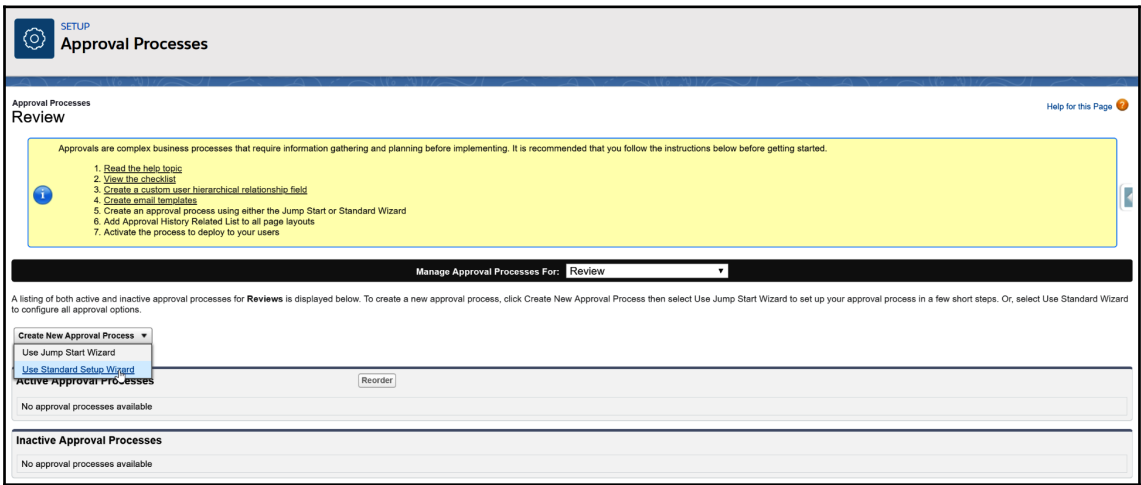 SETUP
Approval Processes
Approval Processes
Review
Help for this Page
Approvals are complex business processes that require information gathering and planning before implementing. It is recommended that you follow the instructions below before getting started.
1. Read the help topic
2. View the checklist
3. Create a custom user hierarchical relationship field
4. Create email templates
5. Create an approval process using either the Jump Start or Standard Wizard
6. Add Approval History Related List to all page layouts
7. Activate the process to deploy to your users
Manage Approval Processes For: Review
A listing of both active and inactive approval processes for Reviews is displayed below. To create a new approval process, click Create New Approval Process then select Use Jump Start Wizard to set up your approval process in a few short steps. Or, select Use Standard Wizard
to configure all approval options.
Create New Approval Process
Use Jump Start Wizard
Use Standard Setup Wizard
Active Approval Processes Reorder
No approval processes available
Inactive Approval Processes
No approval processes available